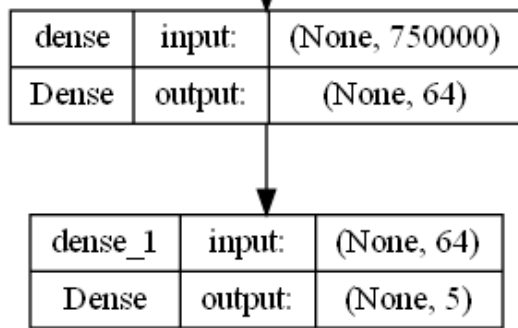 dense input: (None, 750000)
Dense output: (None, 64)
dense_1 input: (None, 64)
Dense output: (None, 5)